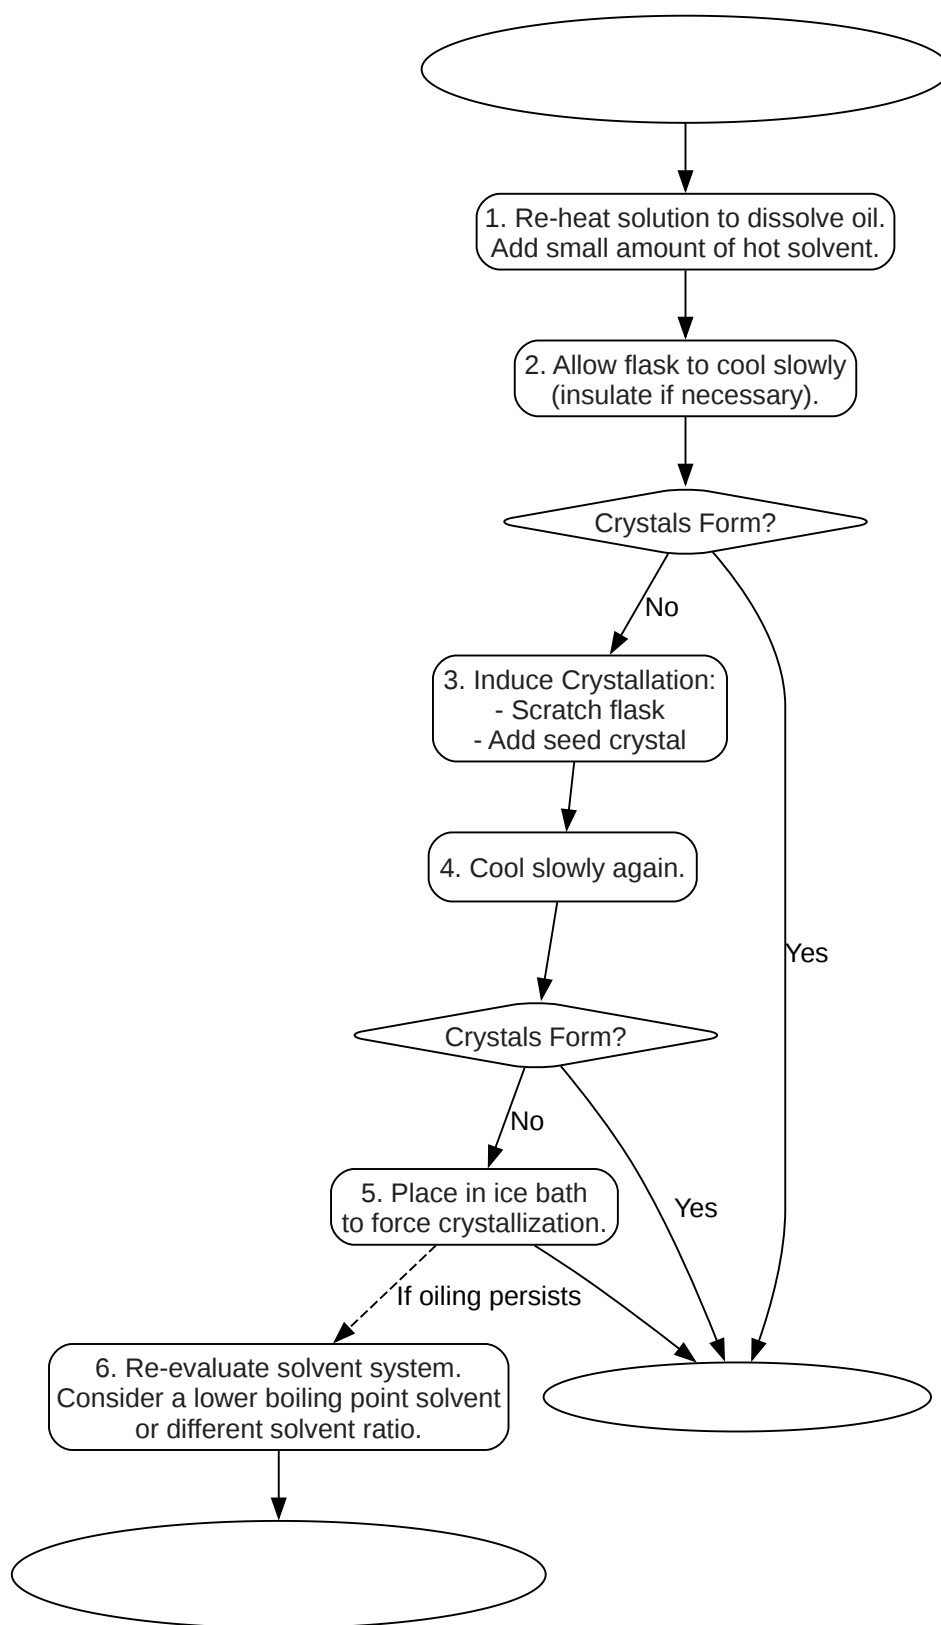 1. Re-heat solution to dissolve oil.
Add small amount of hot solvent.
2. Allow flask to cool slowly
(insulate if necessary).
Crystals Form?
No
3. Induce Crystallation:
- Scratch flask
- Add seed crystal
4. Cool slowly again.
Yes
Crystals Form?
No
5. Place in ice bath
to force crystallization.
Yes
If oiling persists
6. Re-evaluate solvent system.
Consider a lower boiling point solvent
or different solvent ratio.